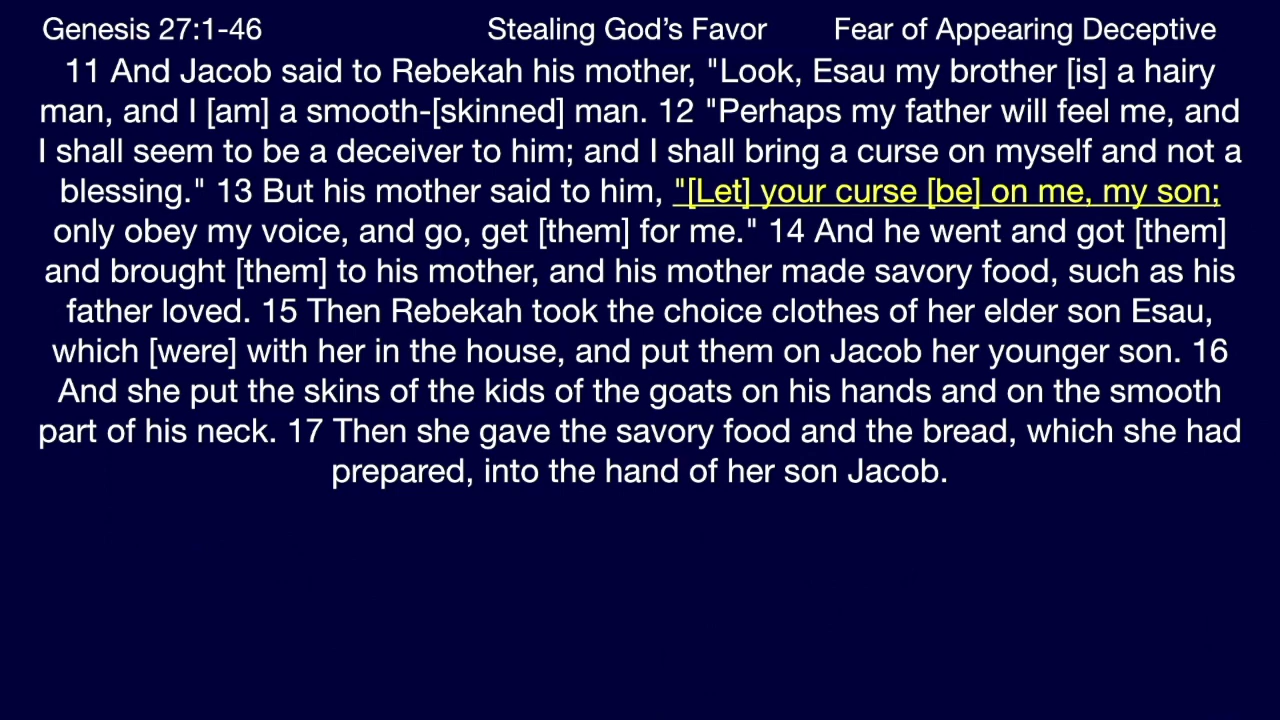 Genesis 27:1-46 Stealing God’s Favor Fear of Appearing Deceptive
11 And Jacob said to Rebekah his mother, "Look, Esau my brother [is] a hairy
man, and I [am] a smooth-[skinned] man. 12 "Perhaps my father will feel me, and
I shall seem to be a deceiver to him; and I shall bring a curse on myself and not a
blessing." 13 But his mother said to him, "[Let] your curse [be] on me, my son;
only obey my voice, and go, get [them] for me." 14 And he went and got [them]
and brought [them] to his mother, and his mother made savory food, such as his
father loved. 15 Then Rebekah took the choice clothes of her elder son Esau,
which [were] with her in the house, and put them on Jacob her younger son. 16
And she put the skins of the kids of the goats on his hands and on the smooth
part of his neck. 17 Then she gave the savory food and the bread, which she had
prepared, into the hand of her son Jacob.